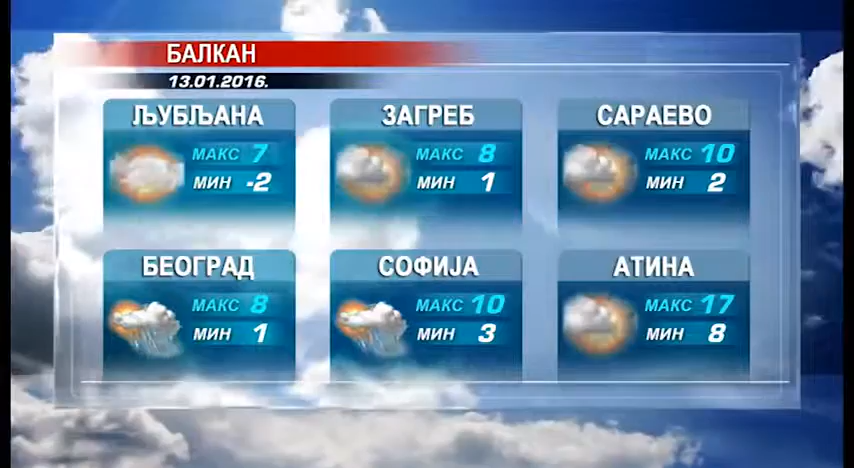 БАЛКАН
13.01.2016.
ЉУБЉАНА
МАКС 7
МИН -2
ЗАГРЕБ
МАКС 8
МИН 1
САРАЕВО
МАКС 10
МИН 2
БЕОГРАД
МАКС 8
МИН 1
СОФИЈА
МАКС 10
МИН 3
АТИНА
МАКС 17
МИН 8